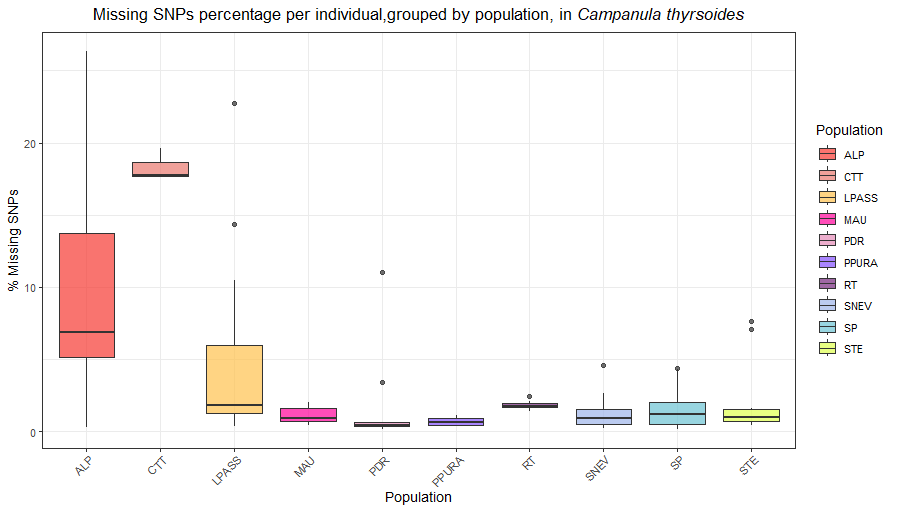 Missing SNPs percentage per individual,grouped by population, in Campanula thyrsoides
% Missing SNPs
20
10
0
ALP
CTT
LPASS
MAU
PDR
PPURA
RT
SNEV
SP
STE
Population
Population
ALP
CTT
LPASS
MAU
PDR
PPURA
RT
SNEV
SP
STE